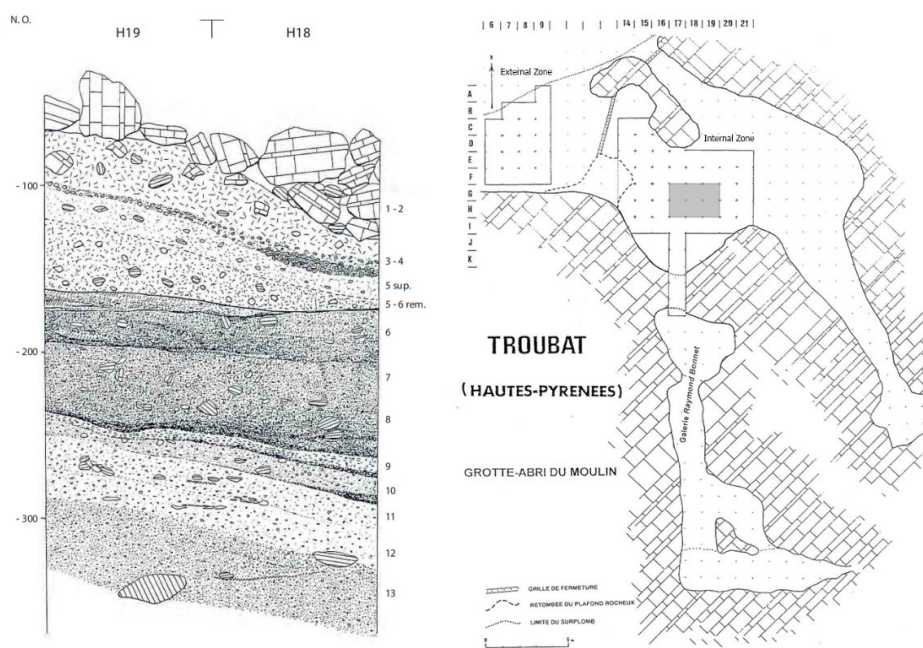 N. O.
H19
H18
- 100
- 200
- 300
1 - 2
3 - 4
5 sup.
5 - 6 rem.
6
7
8
9
10
11
12
13
6 7 8 9 14 15 16 17 18 19 20 21
External Zone
N
A
B
C
D
E
F
G
H
I
J
K
Internal Zone
TROUBAT
(HAUTES-PYRENEES)
GROTTE-ABRI DU MOULIN
Galerie Raymond Bonnet
GRILLE DE FERMETURE
RETOMBEE DU PLAFOND ROCHEUX
LIMITE DU SURPLOMB
0 5 m